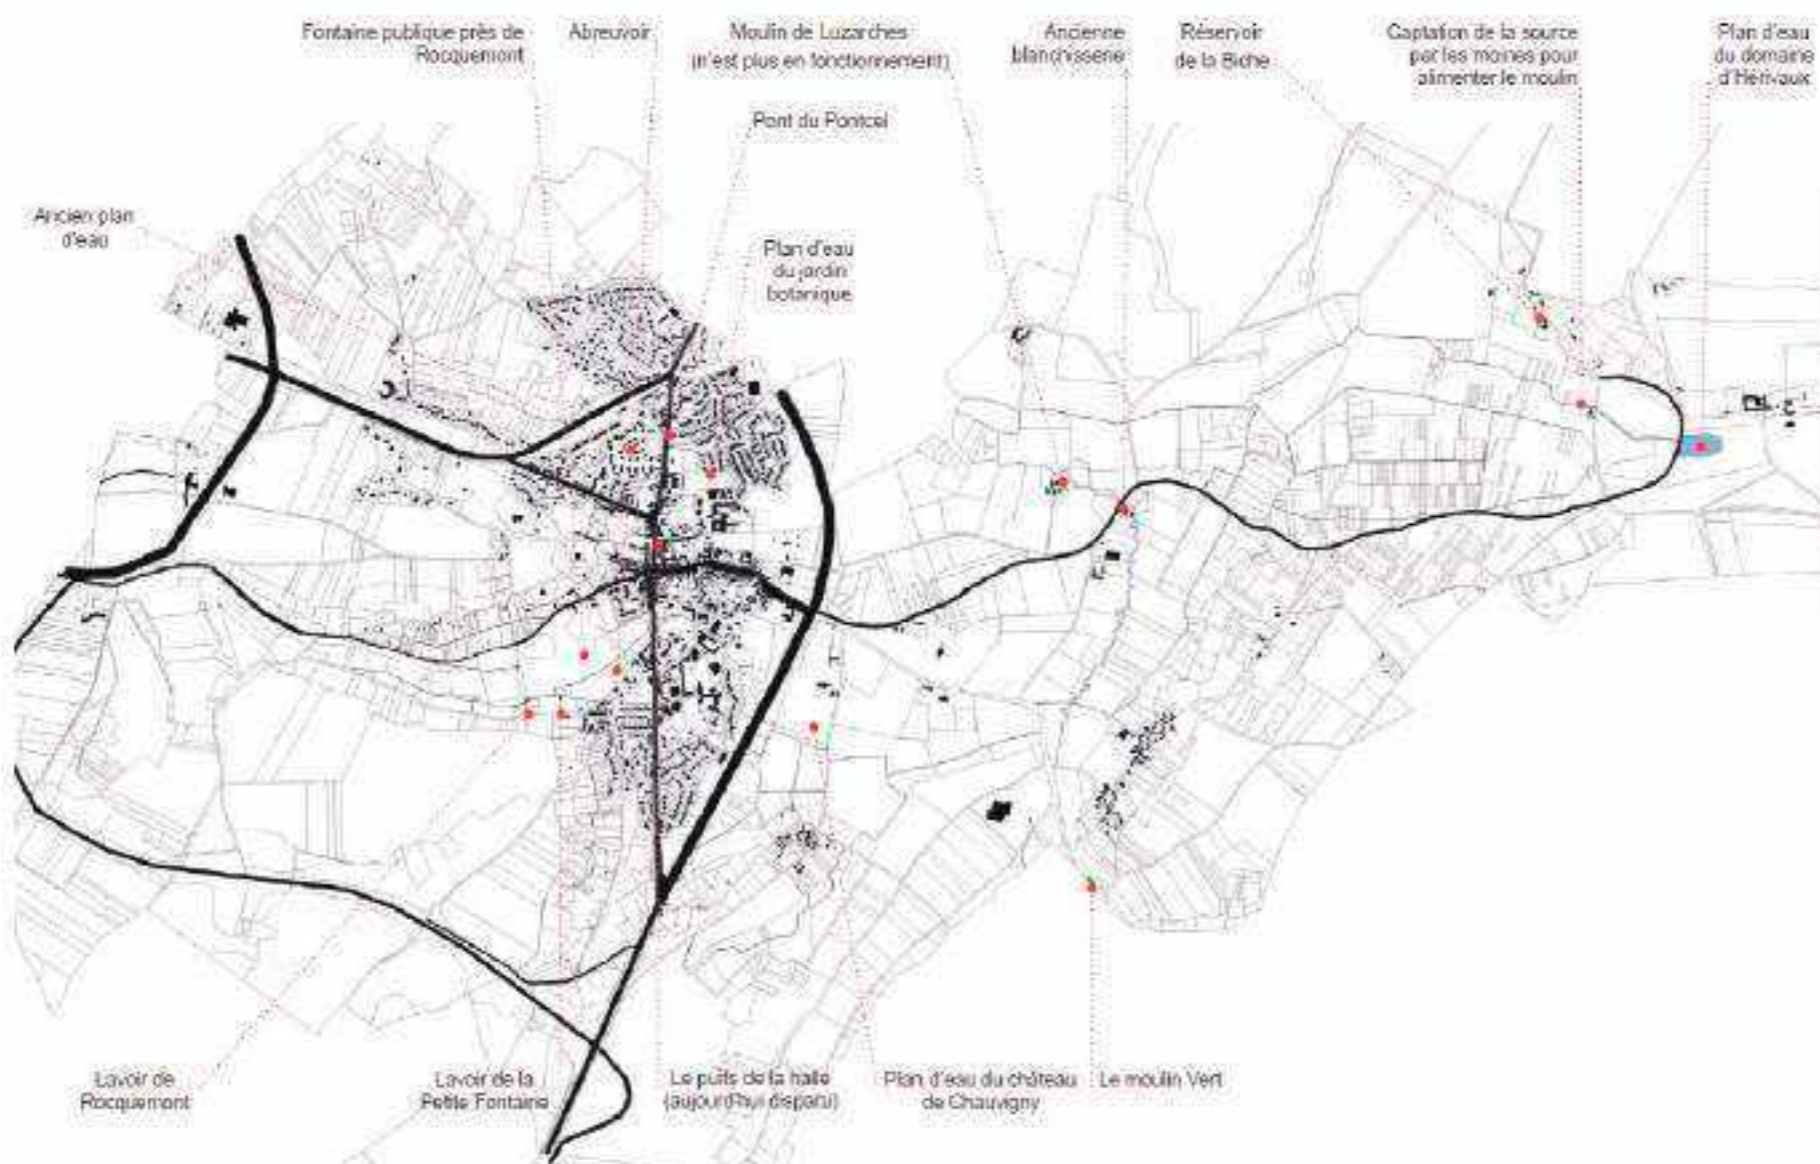 Fontaine publique près de
Rocquemont
Abreuvoir
Moulin de Luzarches
(n'est plus en fonctionnement)
Ancienne
blanchisserie
Réservoir
de la Biche
Captation de la source
par les moines pour
alimenter le moulin
Plan d'eau
du domaine
d'Hérivaux
Pont du Pontcel
Ancien plan
d'eau
Plan d'eau
du jardin
botanique
Lavoir de
Rocquemont
Lavoir de la
Petite Fontaine
Le puits de la halle
(aujourd'hui disparu)
Plan d'eau du château
de Chauvigny
Le moulin Vert